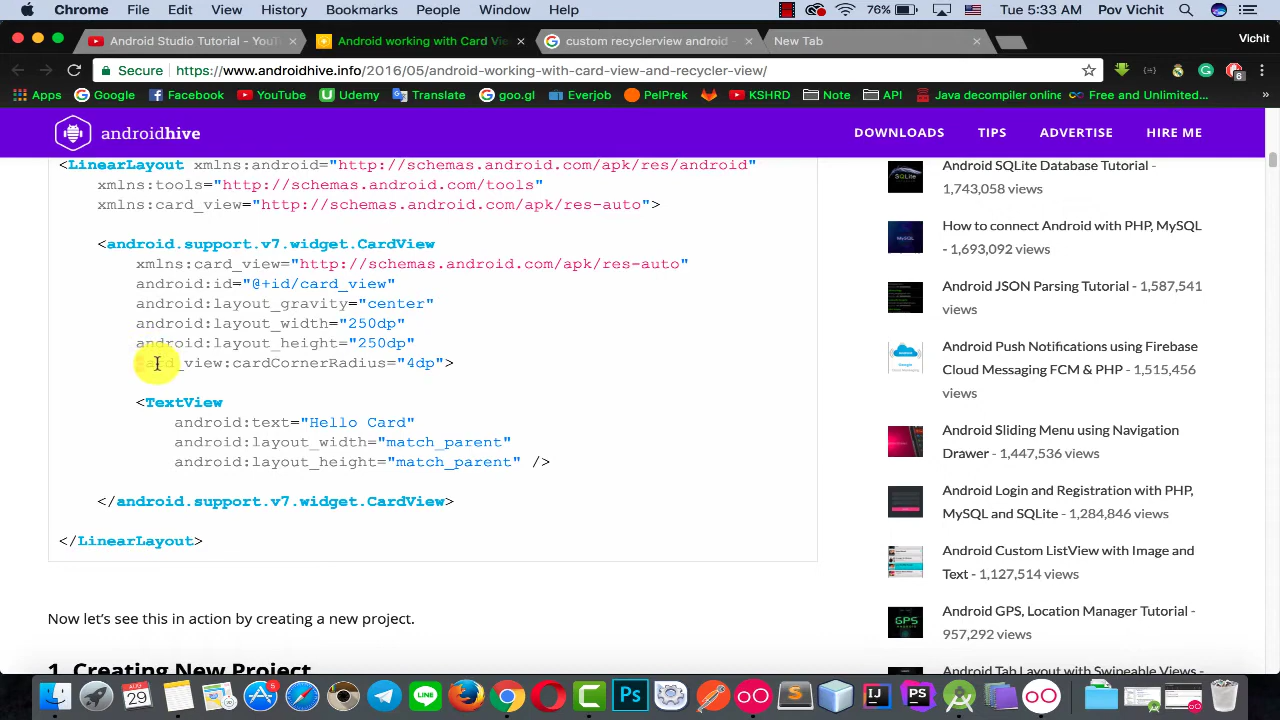 Chrome File Edit View History Bookmarks People Window Help
76% Tue 5:33 AM Pov Vichit
Android Studio Tutorial - YouT
Android working with Card Vie
custom recyclerview android -
New Tab
Vichit
Secure https://www.androidhive.info/2016/05/android-working-with-card-view-and-recycler-view/
Apps Google Facebook YouTube Udemy Translate goo.gl Everjob PelPrek KSHRD Note API Java decompiler online Free and Unlimited... »
androidhive
DOWNLOADS TIPS ADVERTISE HIRE ME
<LinearLayout xmlns:android="http://schemas.android.com/apk/res/android"
xmlns:tools="http://schemas.android.com/tools"
xmlns:card_view="http://schemas.android.com/apk/res-auto">
<android.support.v7.widget.CardView
xmlns:card_view="http://schemas.android.com/apk/res-auto"
android:id="@+id/card_view"
android:layout_gravity="center"
android:layout_width="250dp"
android:layout_height="250dp"
card_view:cardCornerRadius="4dp">
<TextView
android:text="Hello Card"
android:layout_width="match_parent"
android:layout_height="match_parent" />
</android.support.v7.widget.CardView>
</LinearLayout>
Now let's see this in action by creating a new project.
1. Creating New Project
Android SQLite Database Tutorial -
1,743,058 views
How to connect Android with PHP, MySQL
- 1,693,092 views
Android JSON Parsing Tutorial - 1,587,541
views
Android Push Notifications using Firebase
Cloud Messaging FCM & PHP - 1,515,456
views
Android Sliding Menu using Navigation
Drawer - 1,447,536 views
Android Login and Registration with PHP,
MySQL and SQLite - 1,284,846 views
Android Custom ListView with Image and
Text - 1,127,514 views
Android GPS, Location Manager Tutorial -
957,292 views
Android Tab Layout with Swipeable Views -